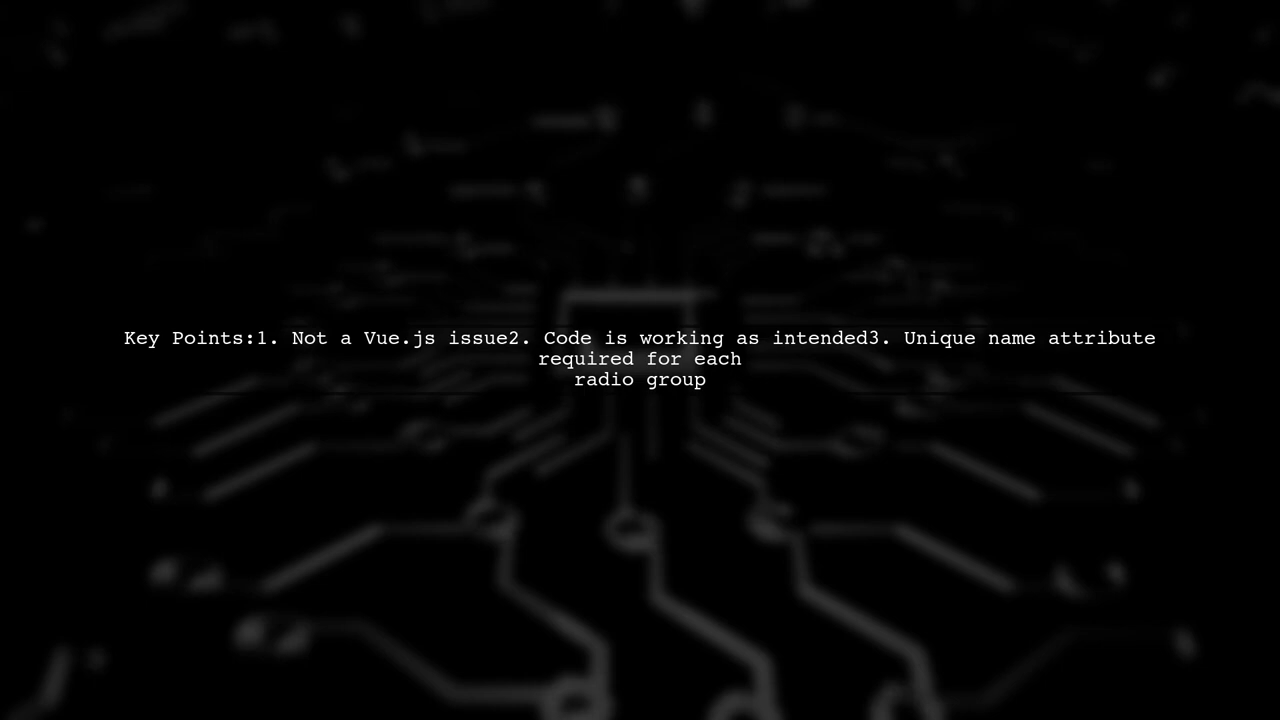 Key Points:1. Not a Vue.js issue2. Code is working as intended3. Unique name attribute
required for each
radio group